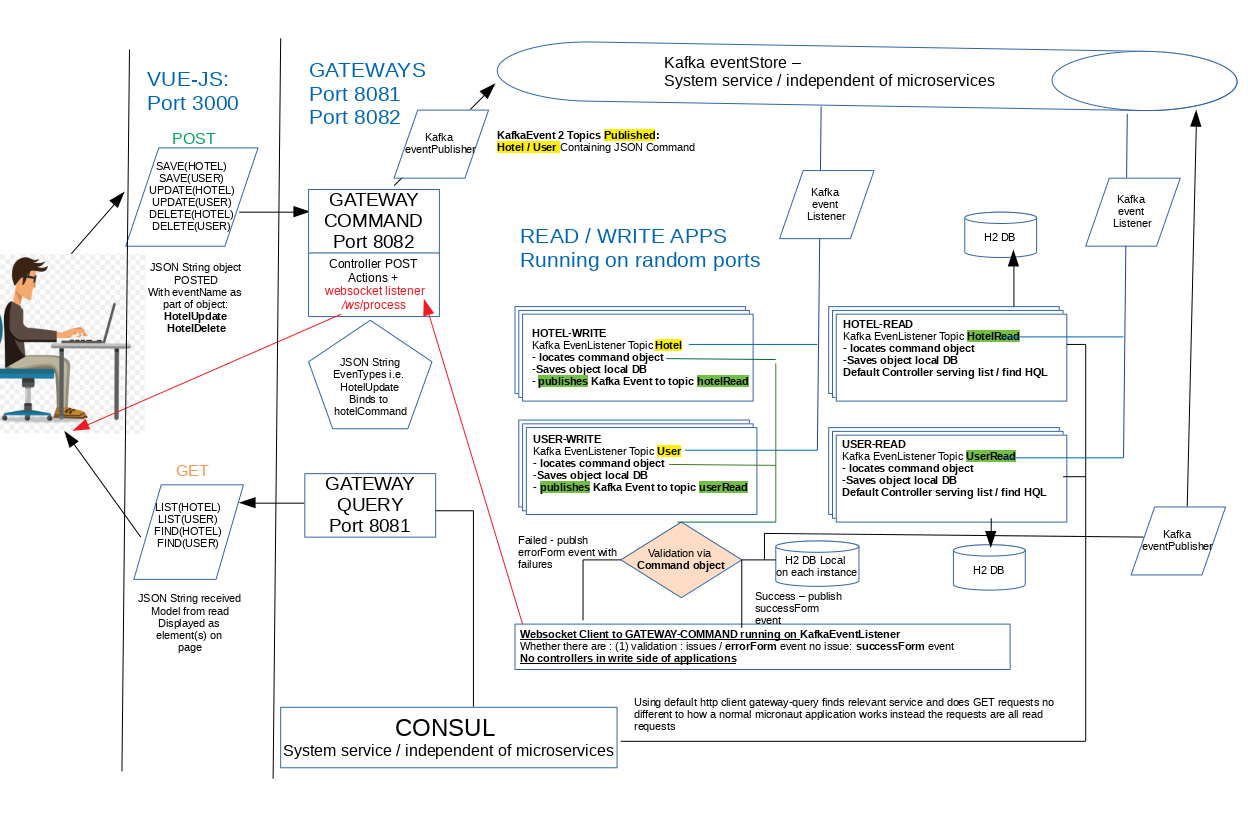 VUE-JS:
Port 3000
POST
SAVE(HOTEL)
SAVE(USER)
UPDATE(HOTEL)
UPDATE(USER)
DELETE(HOTEL)
DELETE(USER)
JSON String object
POSTED
With eventName as
part of object:
HotelUpdate
HotelDelete
GET
LIST(HOTEL)
LIST(USER)
FIND(HOTEL)
FIND(USER)
JSON String received
Model from read
Displayed as
element(s) on
page
GATEWAYS
Port 8081
Port 8082
Kafka
eventPublisher
GATEWAY
COMMAND
Port 8082
Controller POST
Actions +
websocket listener
/ws/process
JSON String
EvenTypes i.e.
HotelUpdate
Binds to
hotelCommand
GATEWAY
QUERY
Port 8081
Kafka eventStore –
System service / independent of microservices
KafkaEvent 2 Topics Published:
Hotel / User Containing JSON Command
Kafka
event
Listener
Kafka
event
Listener
READ / WRITE APPS
Running on random ports
H2 DB
HOTEL-WRITE
Kafka EvenListener Topic Hotel
- locates command object
-Saves object local DB
- publishes Kafka Event to topic hotelRead
HOTEL-READ
Kafka EvenListener Topic HotelRead
- locates command object
-Saves object local DB
Default Controller serving list / find HQL
USER-WRITE
Kafka EvenListener Topic User
- locates command object
-Saves object local DB
- publishes Kafka Event to topic userRead
USER-READ
Kafka EvenListener Topic UserRead
- locates command object
-Saves object local DB
Default Controller serving list / find HQL
Failed - publsh
errorForm event with
failures
Validation via
Command object
H2 DB Local
on each instance
H2 DB
Kafka
eventPublisher
Success – publish
successForm
event
Websocket Client to GATEWAY-COMMAND running on KafkaEventListener
Whether there are : (1) validation : issues / errorForm event no issue: successForm event
No controllers in write side of applications
Using default http client gateway-query finds relevant service and does GET requests no
different to how a normal micronaut application works instead the requests are all read
requests
CONSUL
System service / independent of microservices